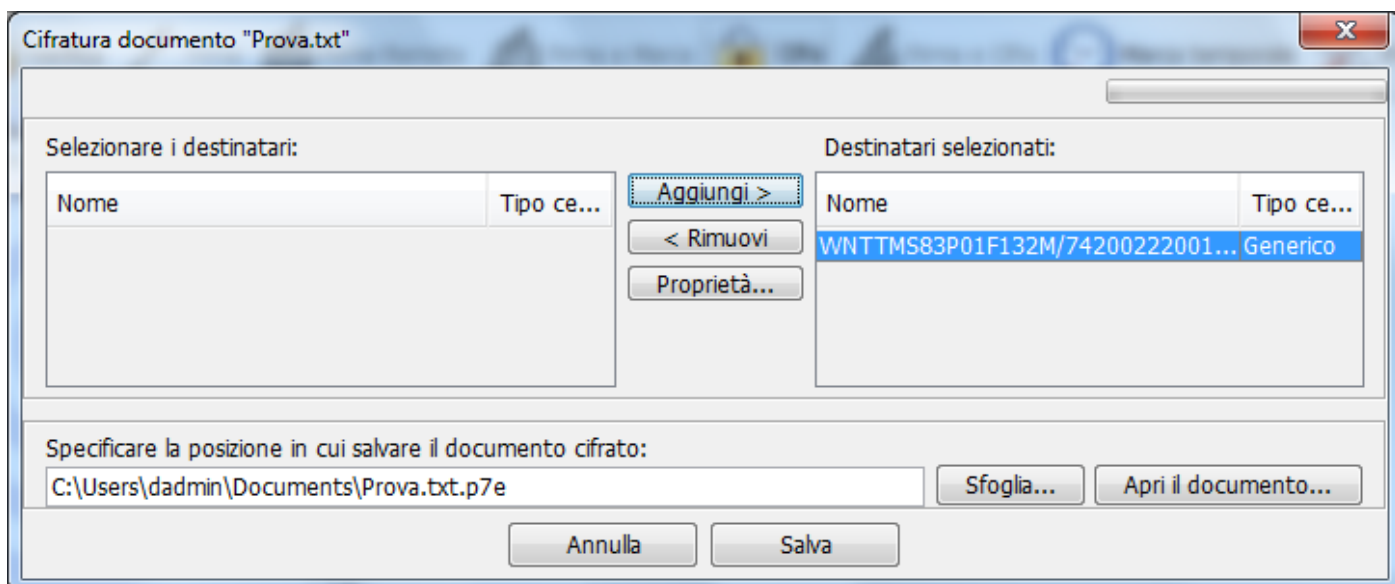 Cifratura documento "Prova.txt"
Selezionare i destinatari:
Destinatari selezionati:
Nome
Tipo ce...
Aggiungi >
< Rimuovi
Proprietà...
Nome
Tipo ce...
WNTTMS83P01F132M/74200222001...
Generico
Specificare la posizione in cui salvare il documento cifrato:
C:\Users\dadmin\Documents\Prova.txt.p7e
Sfoglia...
Apri il documento...
Annulla
Salva